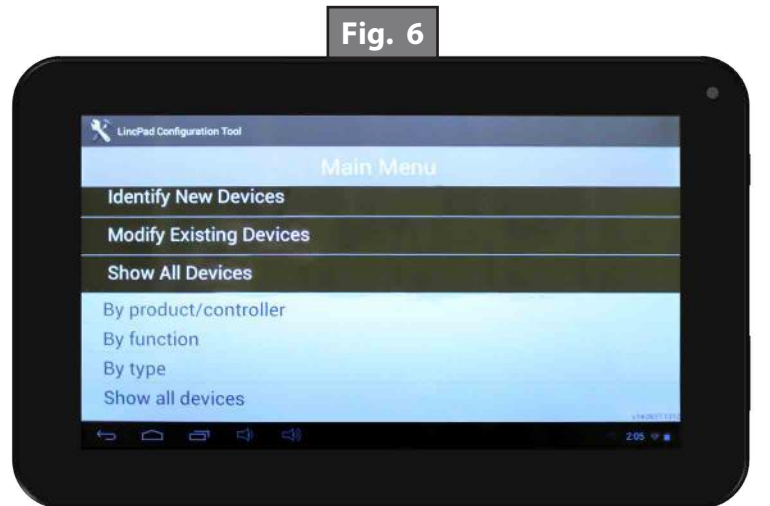 Fig. 6
LincPad Configuration Tool
Main Menu
Identify New Devices
Modify Existing Devices
Show All Devices
By product/controller
By function
By type
Show all devices
2:05